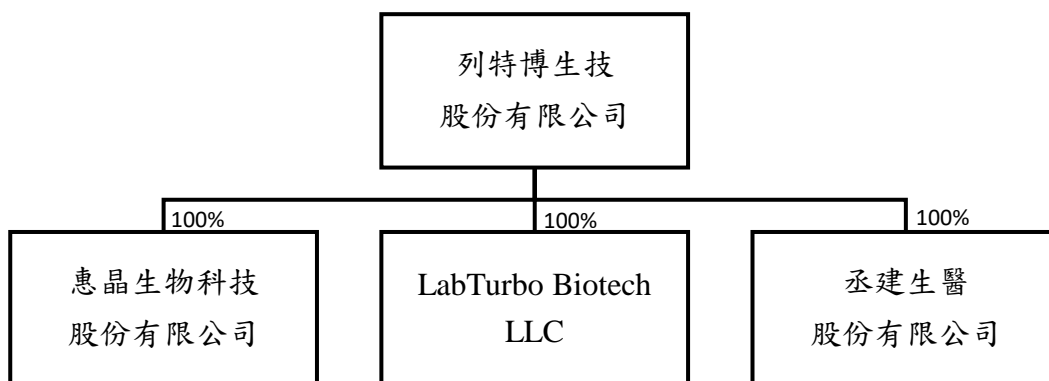 列特博生技
股份有限公司
100%
100%
100%
惠晶生物科技
股份有限公司
LabTurbo Biotech
LLC
丞建生醫
股份有限公司